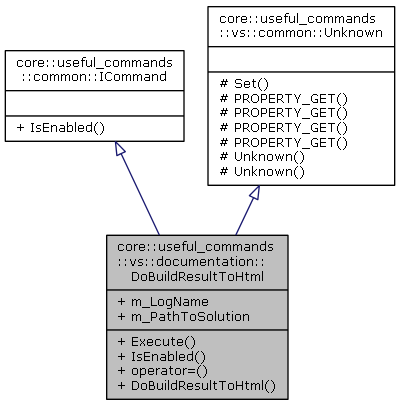 core::useful_commands
::vs::common::Unknown
# Set()
# PROPERTY_GET()
# PROPERTY_GET()
# PROPERTY_GET()
# PROPERTY_GET()
# Unknown()
# Unknown()
core::useful_commands
::common::ICommand
+ IsEnabled()
core::useful_commands
::vs::documentation::
DoBuildResultToHtml
+ m_LogName
+ m_PathToSolution
+ Execute()
+ IsEnabled()
+ operator=()
+ DoBuildResultToHtml()